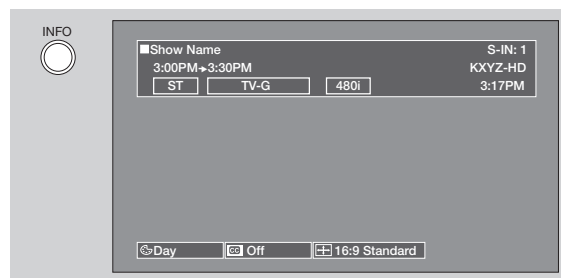 INFO
Show Name S-IN: 1
3:00PM→3:30PM KXYZ-HD
ST TV-G 480i 3:17PM
Day CC Off 16:9 Standard